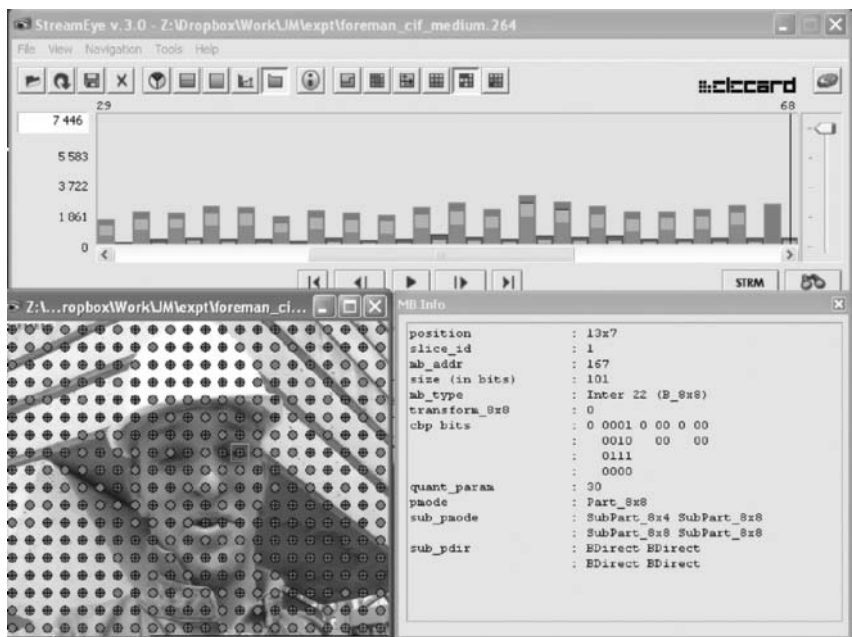 StreamEye v.3.0 - Z:\Dropbox\Work\JM\expt\foreman_cif_medium.264
File View Navigation Tools Help
elecard
29 68
7 446
5 583
3 722
1 861
0
STRM
Z:\...ropbox\Work\JM\expt\foreman_ci...
MB Info
position : 13x7
slice_id : 1
mb_addr : 167
size (in bits) : 101
mb_type : Inter 22 (B_8x8)
transform_8x8 : 0
cbp bits : 0 0001 0 00 0 00
: 0010 00 00
: 0111
: 0000
quant_param : 30
pmode : Part_8x8
sub_pmode : SubPart_8x4 SubPart_8x8
: SubPart_8x8 SubPart_8x8
sub_pdir : BDirect BDirect
: BDirect BDirect